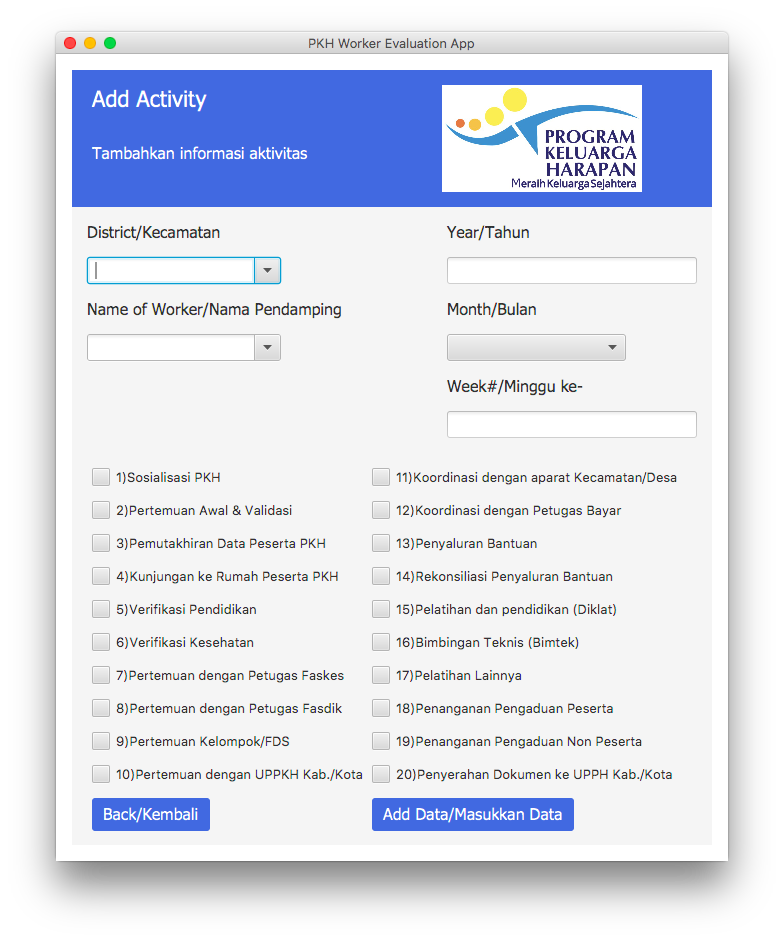 PKH Worker Evaluation App
Add Activity
Tambahkan informasi aktivitas
PROGRAM
KELUARGA
HARAPAN
Meraih Keluarga Sejahtera
District/Kecamatan
Year/Tahun
Name of Worker/Nama Pendamping
Month/Bulan
Week#/Minggu ke-
1)Sosialisasi PKH
2)Pertemuan Awal & Validasi
3)Pemutakhiran Data Peserta PKH
4)Kunjungan ke Rumah Peserta PKH
5)Verifikasi Pendidikan
6)Verifikasi Kesehatan
7)Pertemuan dengan Petugas Faskes
8)Pertemuan dengan Petugas Fasdik
9)Pertemuan Kelompok/FDS
10)Pertemuan dengan UPPKH Kab./Kota
11)Koordinasi dengan aparat Kecamatan/Desa
12)Koordinasi dengan Petugas Bayar
13)Penyaluran Bantuan
14)Rekonsiliasi Penyaluran Bantuan
15)Pelatihan dan pendidikan (Diklat)
16)Bimbingan Teknis (Bimtek)
17)Pelatihan Lainnya
18)Penanganan Pengaduan Peserta
19)Penanganan Pengaduan Non Peserta
20)Penyerahan Dokumen ke UPPH Kab./Kota
Back/Kembali
Add Data/Masukkan Data